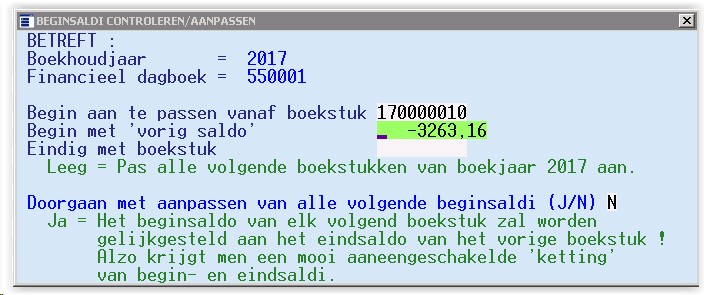 BEGINSALDI CONTROLEREN/AANPASSEN
BETREFT :
Boekhoudjaar = 2017
Financieel dagboek = 550001
Begin aan te passen vanaf boekstuk 170000010
Begin met 'vorig saldo' -3263,16
Eindig met boekstuk
Leeg = Pas alle volgende boekstukken van boekjaar 2017 aan.
Doorgaan met aanpassen van alle volgende beginsaldi (J/N) N
Ja = Het beginsaldo van elk volgend boekstuk zal worden
gelijkgesteld aan het eindsaldo van het vorige boekstuk !
Alzo krijgt men een mooi aaneengeschakelde 'ketting'
van begin- en eindsaldi.